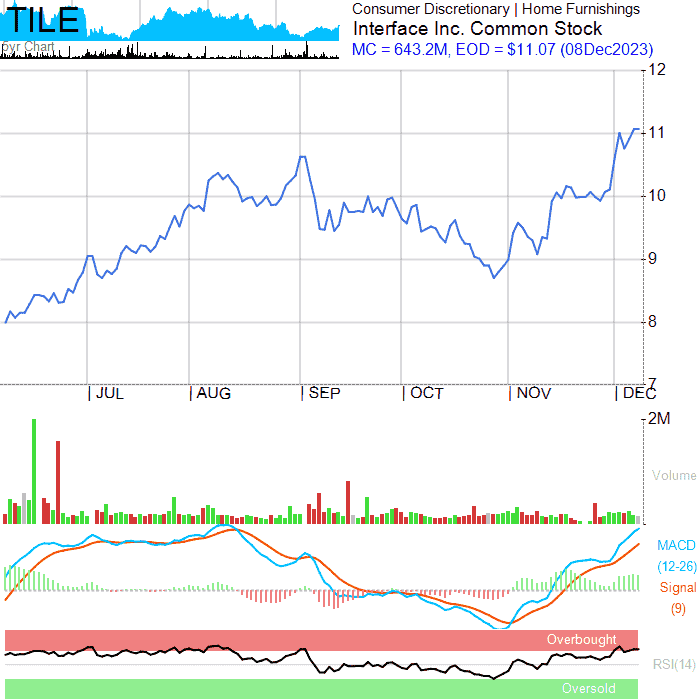 TILE
5yr Chart
Consumer Discretionary | Home Furnishings
Interface Inc. Common Stock
MC = 643.2M, EOD = $11.07 (08Dec2023)
12
11
10
9
8
7
JUL AUG SEP OCT NOV DEC
2M
Volume
MACD
(12-26)
Signal
(9)
Overbought
RSI(14)
Oversold